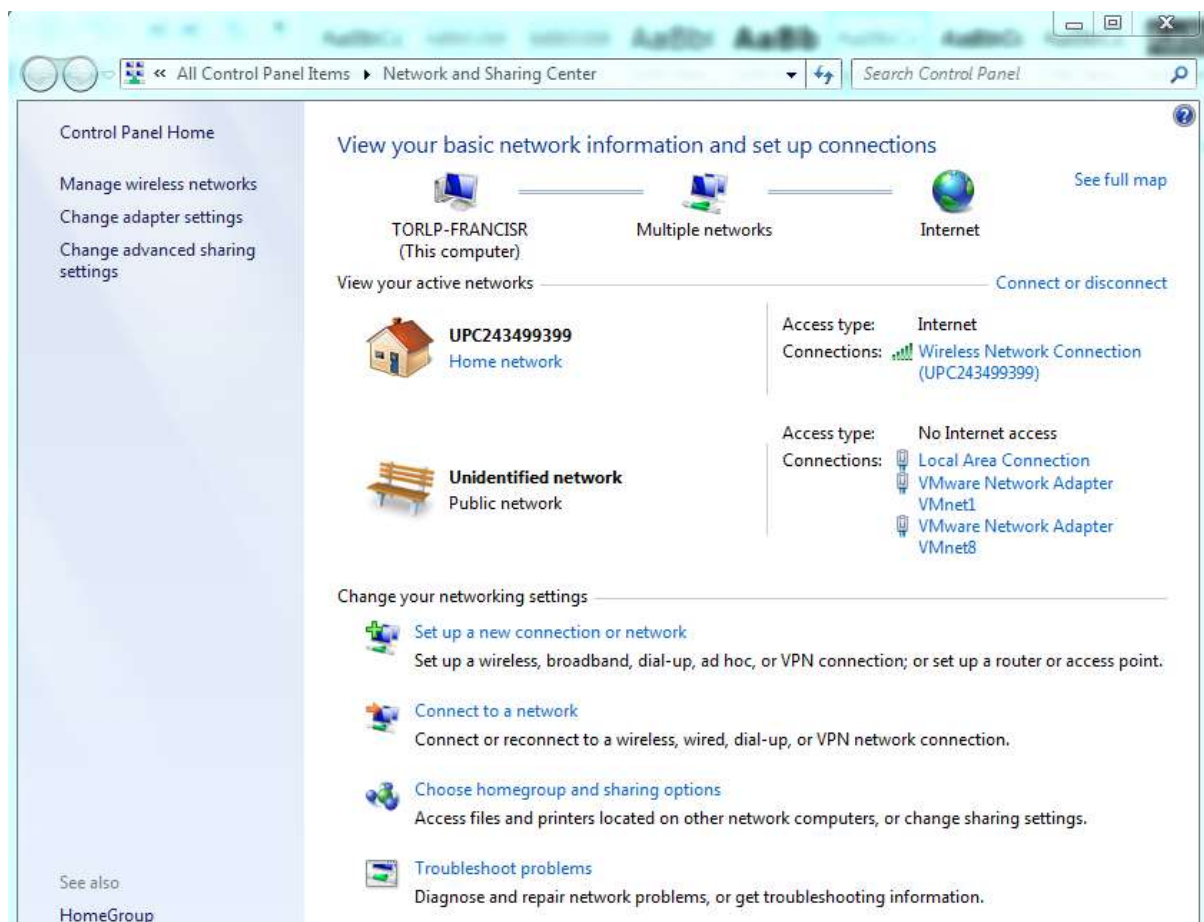 « All Control Panel Items ▸ Network and Sharing Center
Search Control Panel
Control Panel Home
Manage wireless networks
Change adapter settings
Change advanced sharing
settings
See also
HomeGroup
View your basic network information and set up connections
See full map
TORLP-FRANCISR
(This computer)
Multiple networks
Internet
View your active networks
Connect or disconnect
UPC243499399
Home network
Access type: Internet
Connections: Wireless Network Connection
(UPC243499399)
Unidentified network
Public network
Access type: No Internet access
Connections: Local Area Connection
VMware Network Adapter
VMnet1
VMware Network Adapter
VMnet8
Change your networking settings
Set up a new connection or network
Set up a wireless, broadband, dial-up, ad hoc, or VPN connection; or set up a router or access point.
Connect to a network
Connect or reconnect to a wireless, wired, dial-up, or VPN network connection.
Choose homegroup and sharing options
Access files and printers located on other network computers, or change sharing settings.
Troubleshoot problems
Diagnose and repair network problems, or get troubleshooting information.